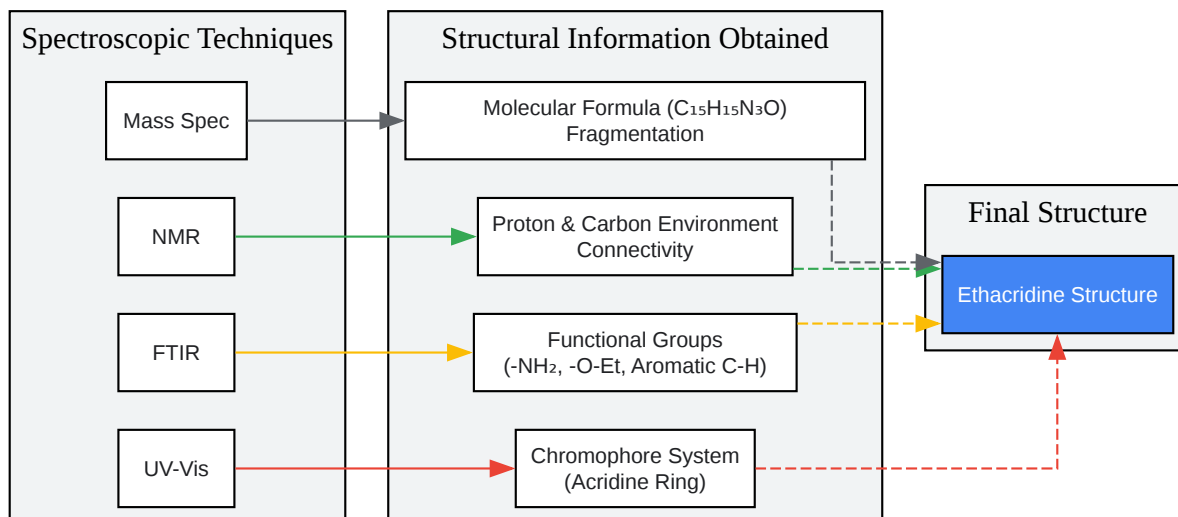 Spectroscopic Techniques
Structural Information Obtained
Mass Spec
Molecular Formula (C₁₅H₁₅N₃O)
Fragmentation
NMR
Proton & Carbon Environment
Connectivity
Final Structure
Ethacridine Structure
FTIR
Functional Groups
(-NH₂, -O-Et, Aromatic C-H)
UV-Vis
Chromophore System
(Acridine Ring)